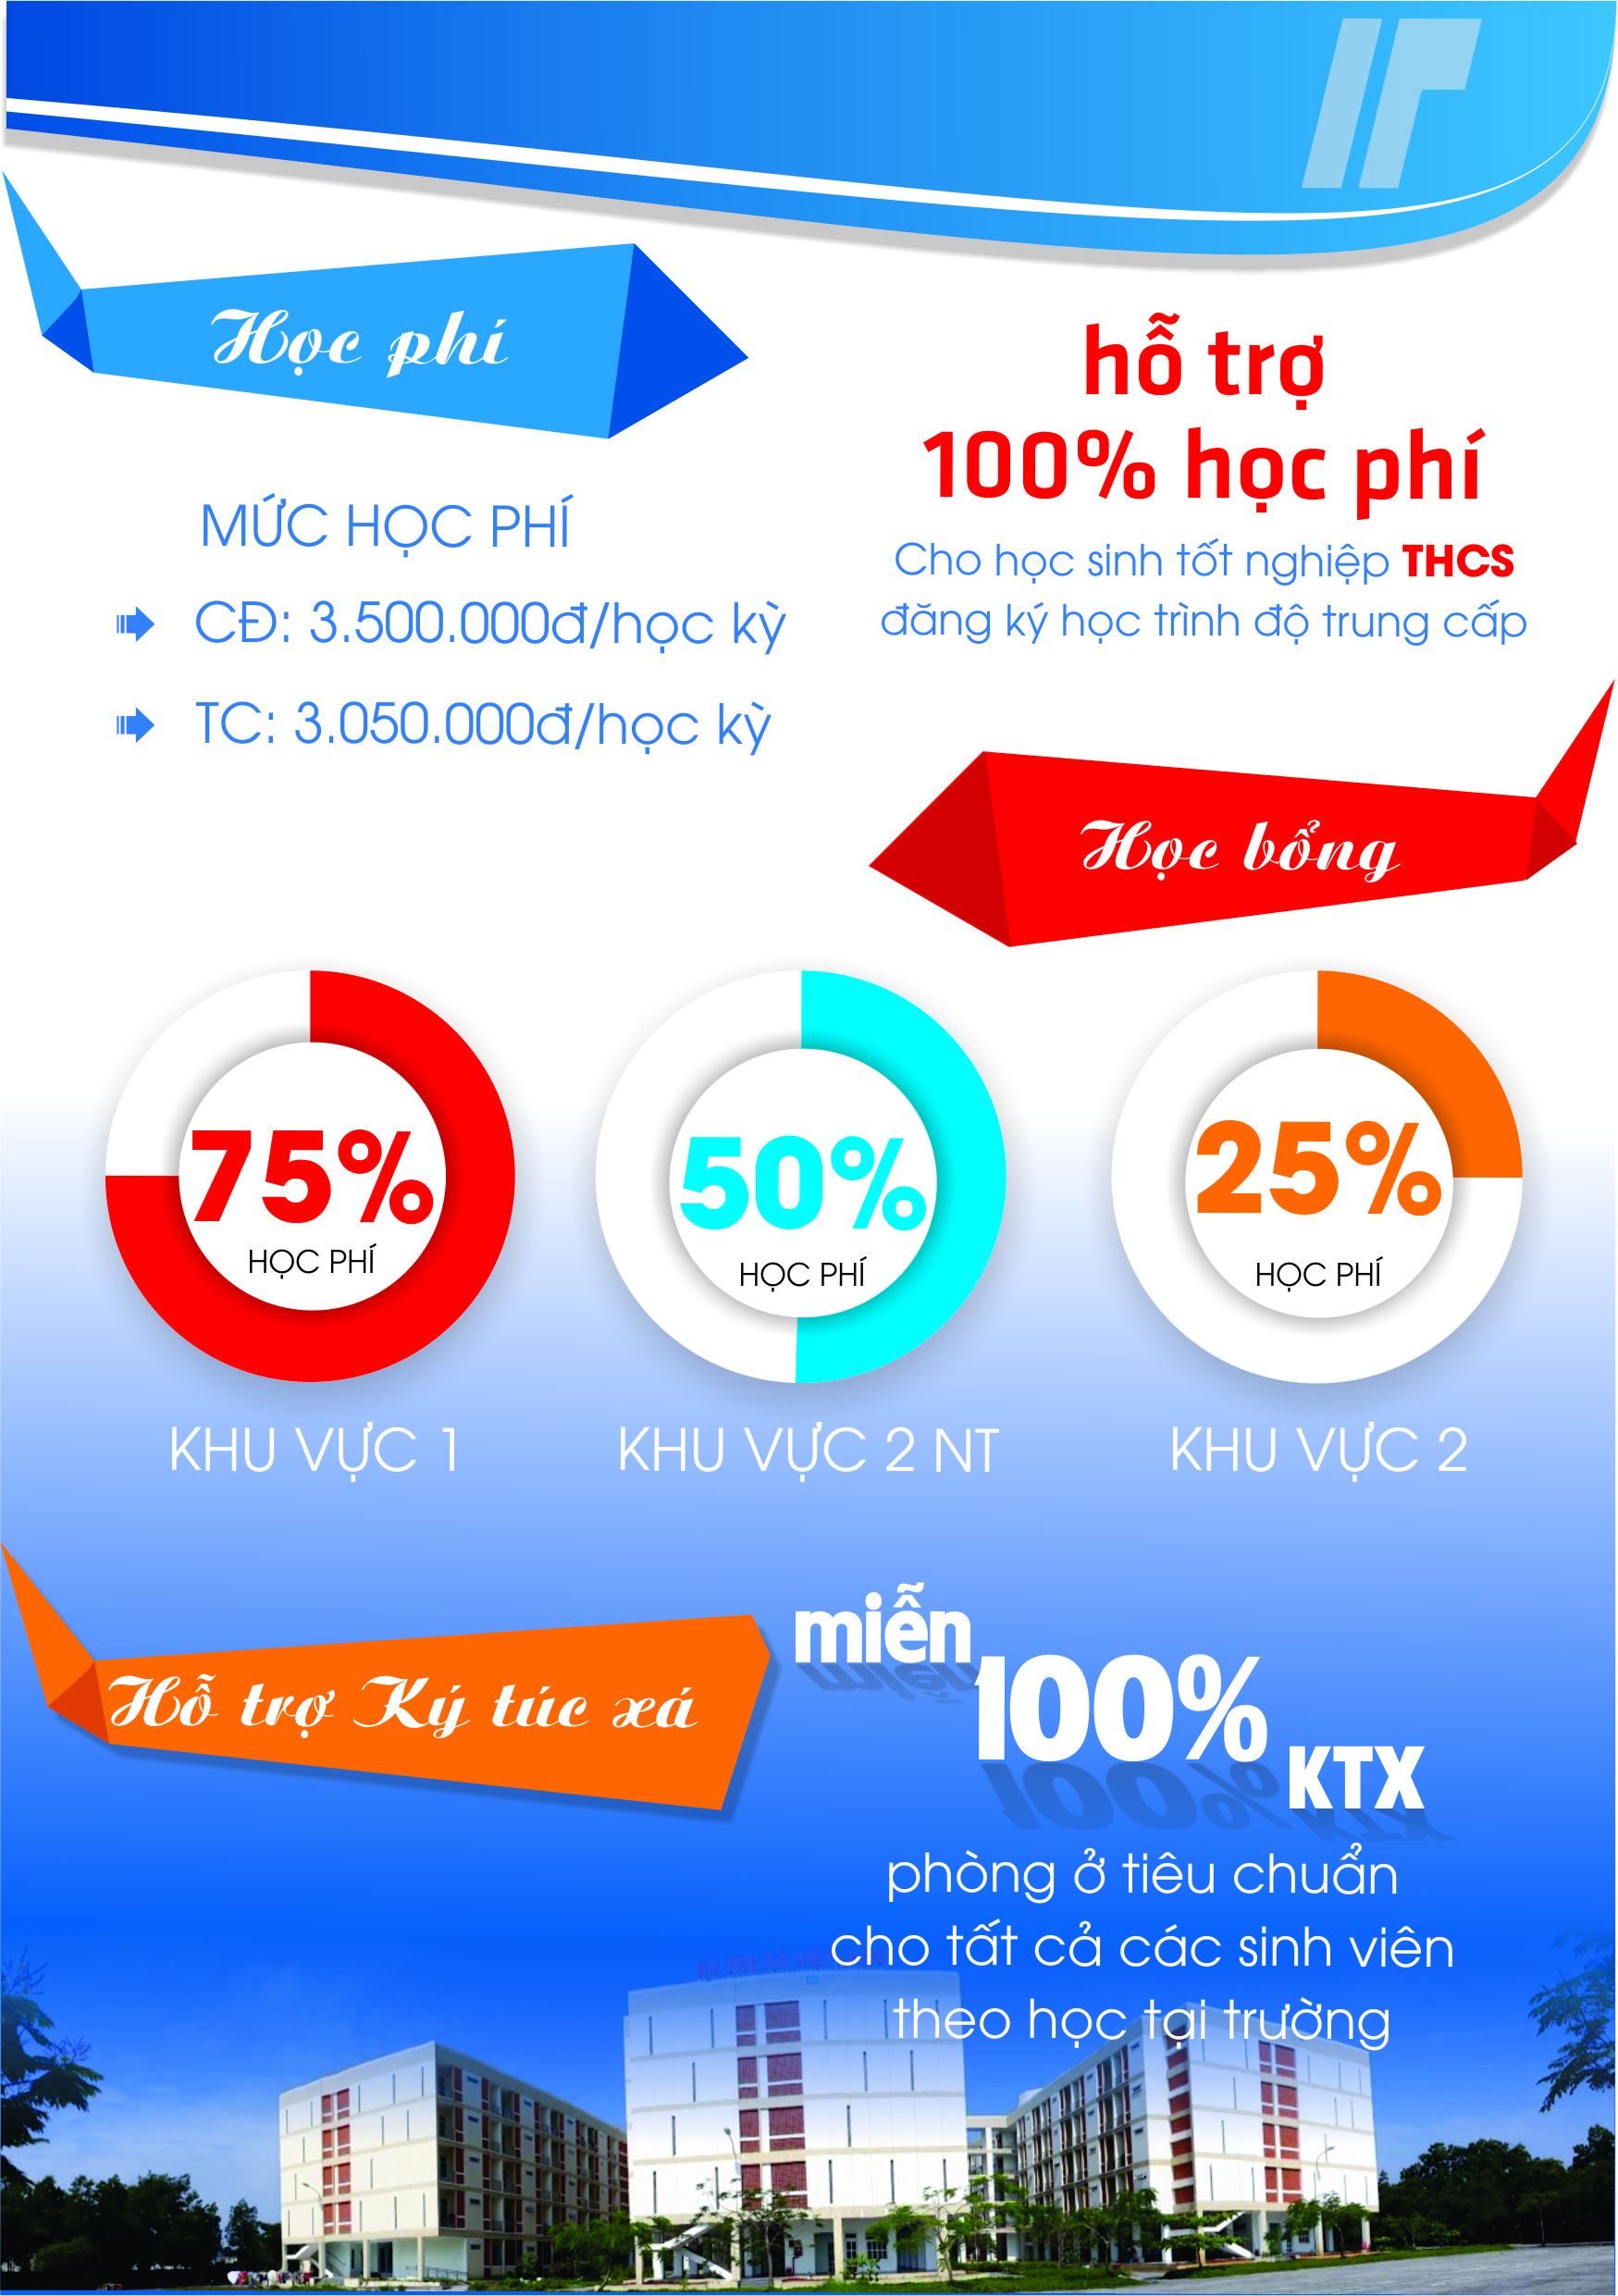 Học phí
MỨC HỌC PHÍ
CĐ: 3.500.000đ/học kỳ
TC: 3.050.000đ/học kỳ
hỗ trợ
100% học phí
Cho học sinh tốt nghiệp THCS
đăng ký học trình độ trung cấp
Học bổng
75%
HỌC PHÍ
KHU VỰC 1
50%
HỌC PHÍ
KHU VỰC 2 NT
25%
HỌC PHÍ
KHU VỰC 2
Hỗ trợ Ký túc xá
miễn
100%
KTX
phòng ở tiêu chuẩn
cho tất cả các sinh viên
theo học tại trường